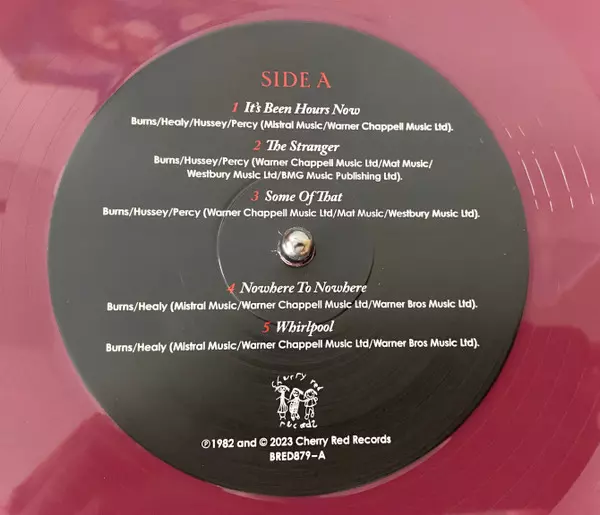 SIDE A
1 It's Been Hours Now
Burns/Healy/Hussey/Percy (Mistral Music/Warner Chappell Music Ltd).
2 The Stranger
Burns/Hussey/Percy (Warner Chappell Music Ltd/Mat Music/
Westbury Music Ltd/BMG Music Publishing Ltd).
3 Some Of That
Burns/Hussey/Percy (Warner Chappell Music Ltd/Mat Music/Westbury Music Ltd).
4 Nowhere To Nowhere
Burns/Healy (Mistral Music/Warner Chappell Music Ltd/Warner Bros Music Ltd).
5 Whirlpool
Burns/Healy (Mistral Music/Warner Chappell Music Ltd/Warner Bros Music Ltd).
cherry red
records
℗1982 and © 2023 Cherry Red Records
BRED879–A